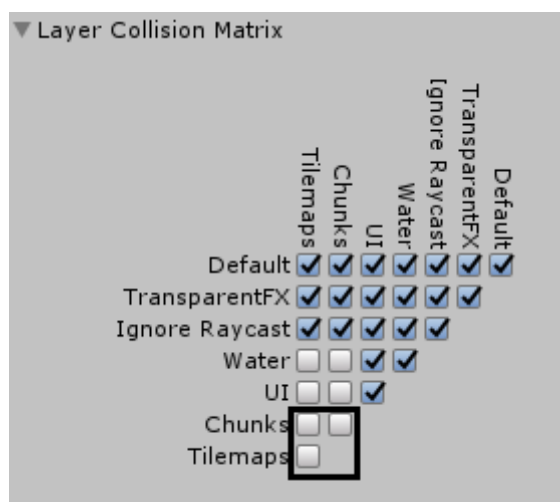 Layer Collision Matrix
Tilemaps
Chunks
UI
Water
Ignore Raycast
TransparentFX
Default
Default
TransparentFX
Ignore Raycast
Water
UI
Chunks
Tilemaps